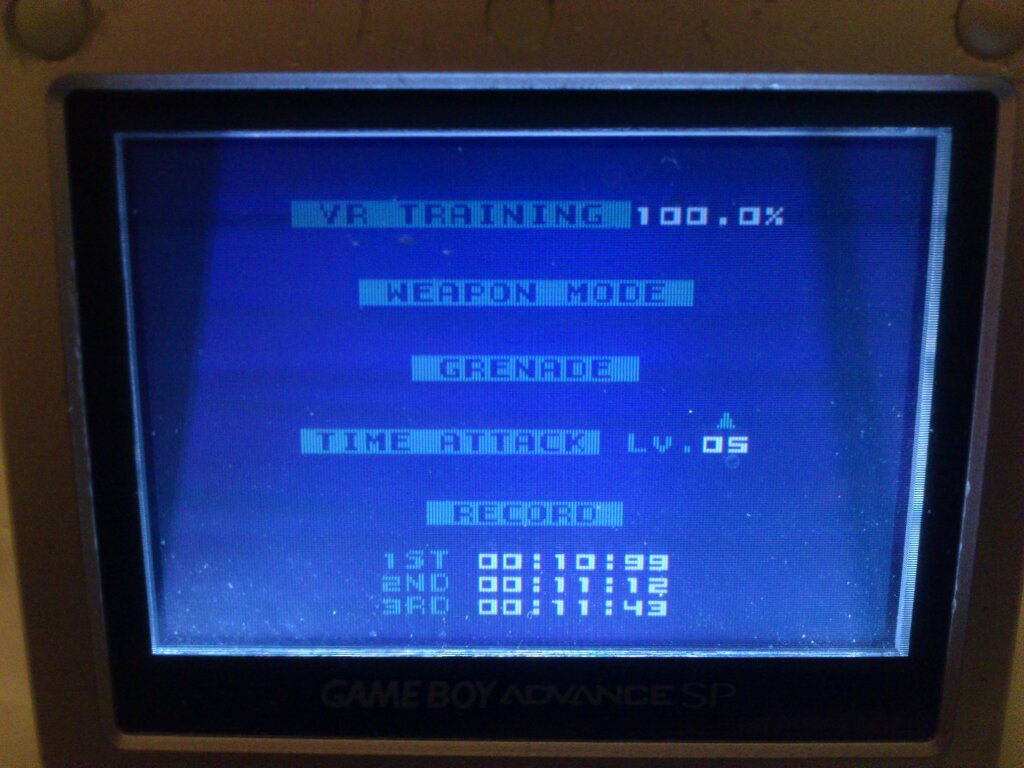 VR TRAINING 100.0%
WEAPON MODE
GRENADE
TIME ATTACK Lv.05
RECORD
1ST 00:10:99
2ND 00:11:12
3RD 00:11:43
GAME BOY ADVANCE SP